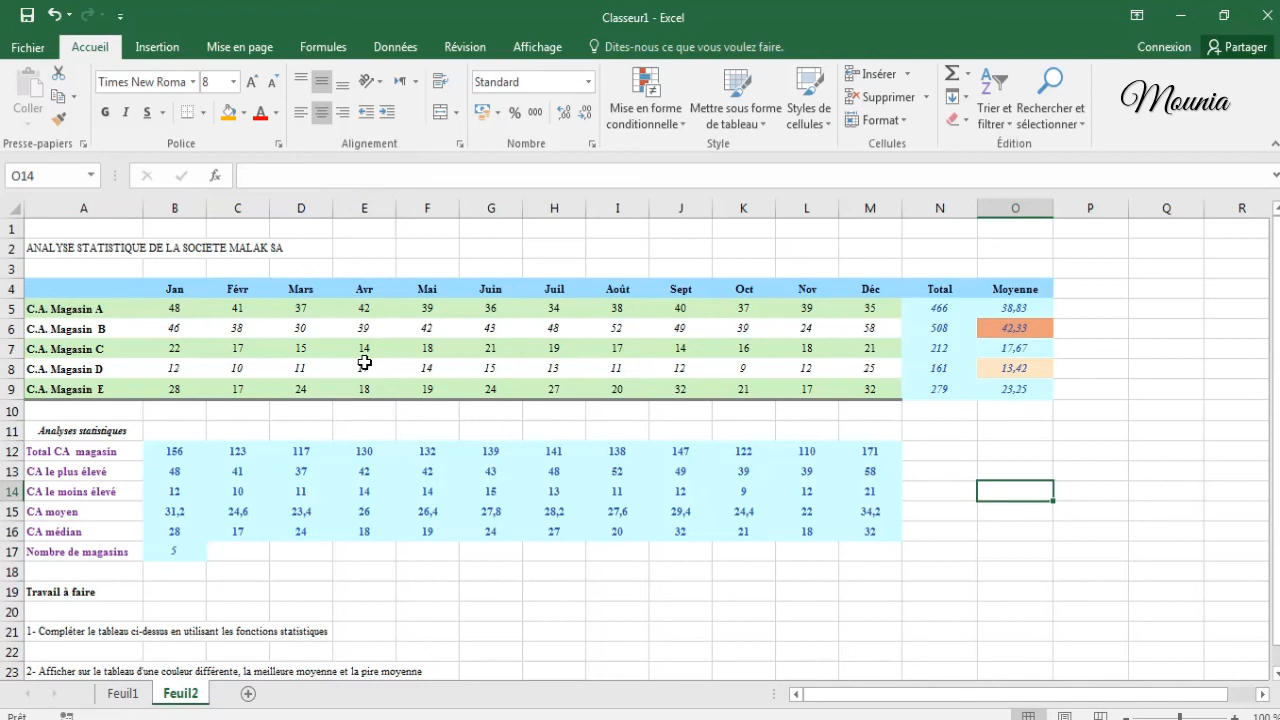 Classeur1 - Excel
Fichier Accueil Insertion Mise en page Formules Données Révision Affichage Dites-nous ce que vous voulez faire. Connexion Partager
Coller Times New Roma 8 Standard Mise en forme conditionnelle Mettre sous forme de tableau Styles de cellules Insérer Supprimer Format Trier et filtrer Rechercher et sélectionner Mounia
G I S % 000
Presse-papiers Police Alignement Nombre Style Cellules Édition
O14 fx
A B C D E F G H I J K L M N O P Q R
1
2 ANALYSE STATISTIQUE DE LA SOCIETE MALAK SA
3
4 Jan Févr Mars Avr Mai Juin Juil Août Sept Oct Nov Déc Total Moyenne
5 C.A. Magasin A 48 41 37 42 39 36 34 38 40 37 39 35 466 38,83
6 C.A. Magasin B 46 38 30 39 42 43 48 52 49 39 24 58 508 42,33
7 C.A. Magasin C 22 17 15 14 18 21 19 17 14 16 18 21 212 17,67
8 C.A. Magasin D 12 10 11 14 15 13 11 12 9 12 25 161 13,42
9 C.A. Magasin E 28 17 24 18 19 24 27 20 32 21 17 32 279 23,25
10
11 Analyses statistiques
12 Total CA magasin 156 123 117 130 132 139 141 138 147 122 110 171
13 CA le plus élevé 48 41 37 42 42 43 48 52 49 39 39 58
14 CA le moins élevé 12 10 11 14 14 15 13 11 12 9 12 21
15 CA moyen 31,2 24,6 23,4 26 26,4 27,8 28,2 27,6 29,4 24,4 22 34,2
16 CA médian 28 17 24 18 19 24 27 20 32 21 18 32
17 Nombre de magasins 5
18
19 Travail à faire
20
21 1- Compléter le tableau ci-dessus en utilisant les fonctions statistiques
22
23 2- Afficher sur le tableau d'une couleur différente, la meilleure moyenne et la pire moyenne
Feuil1 Feuil2
Prêt